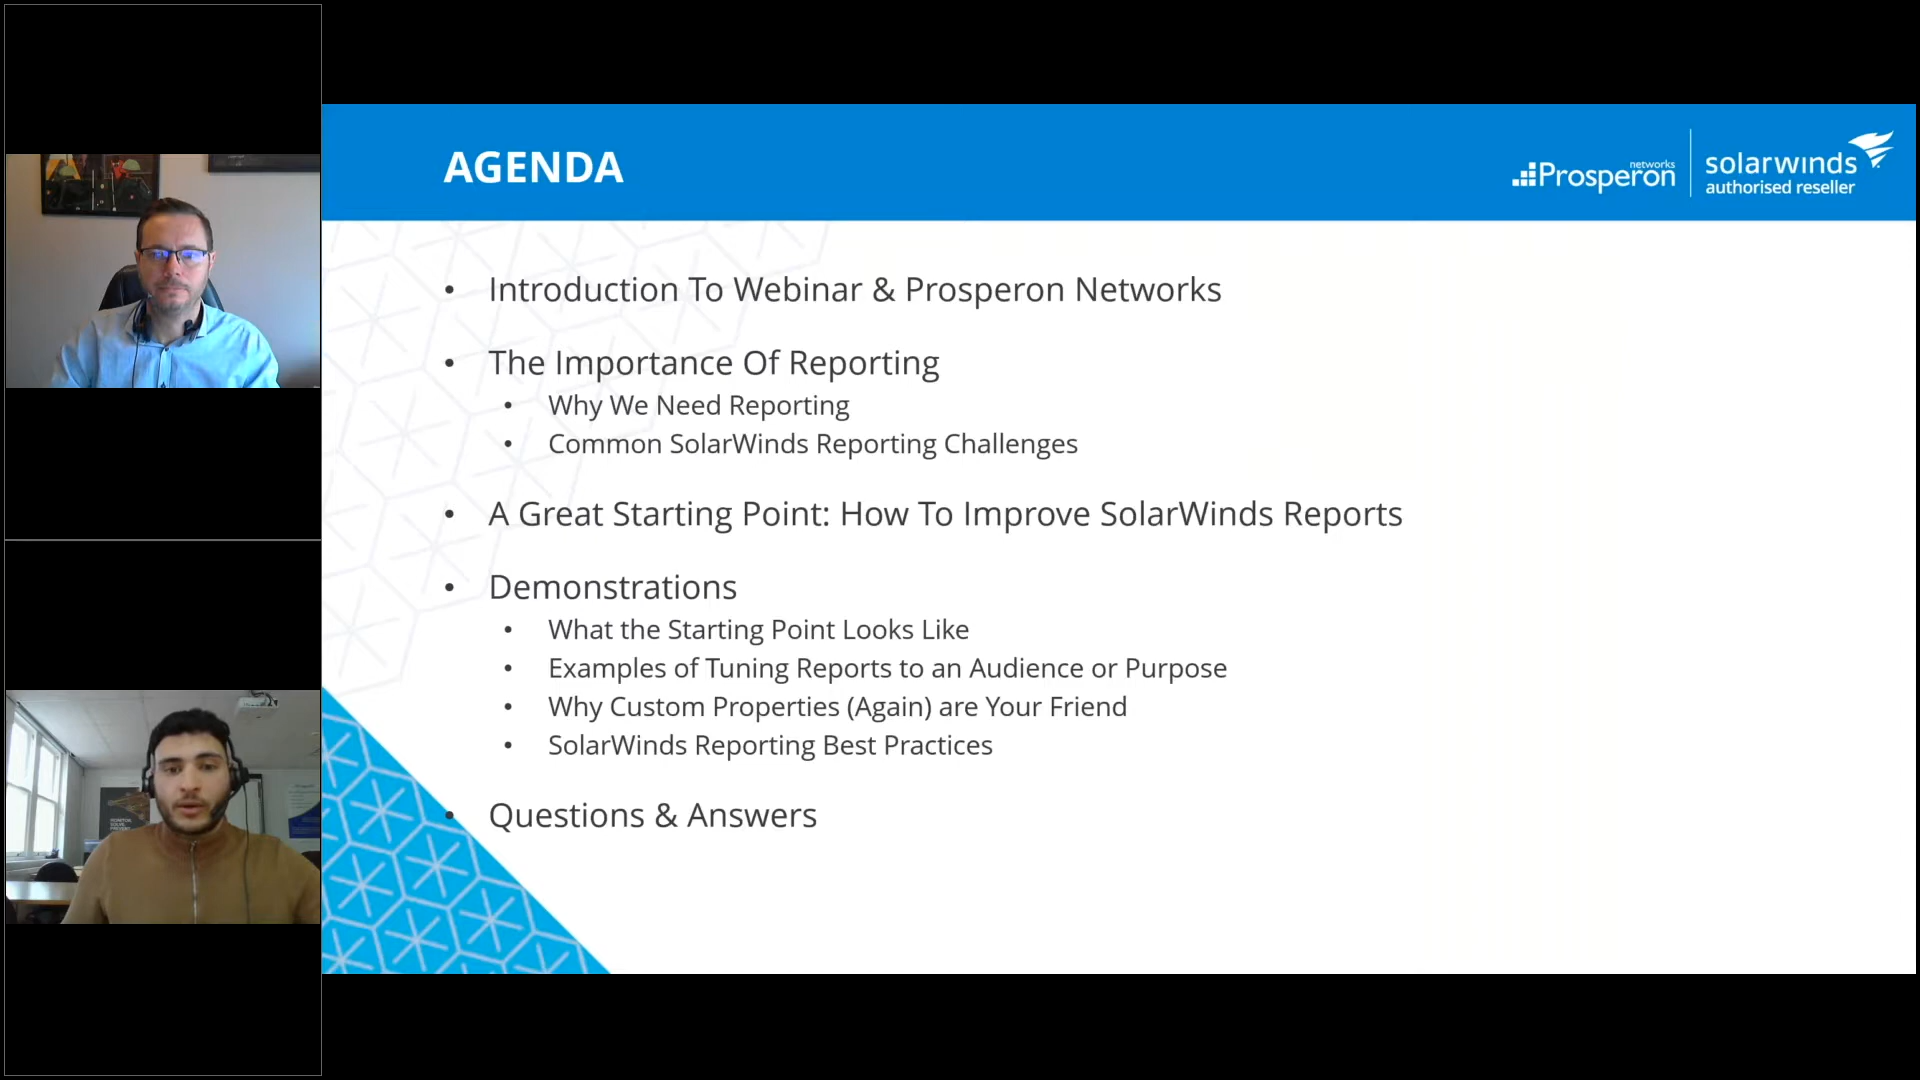 AGENDA
networks
Prosperon
solarwinds
authorised reseller
• Introduction To Webinar & Prosperon Networks
• The Importance Of Reporting
• Why We Need Reporting
• Common SolarWinds Reporting Challenges
• A Great Starting Point: How To Improve SolarWinds Reports
• Demonstrations
• What the Starting Point Looks Like
• Examples of Tuning Reports to an Audience or Purpose
• Why Custom Properties (Again) are Your Friend
• SolarWinds Reporting Best Practices
• Questions & Answers